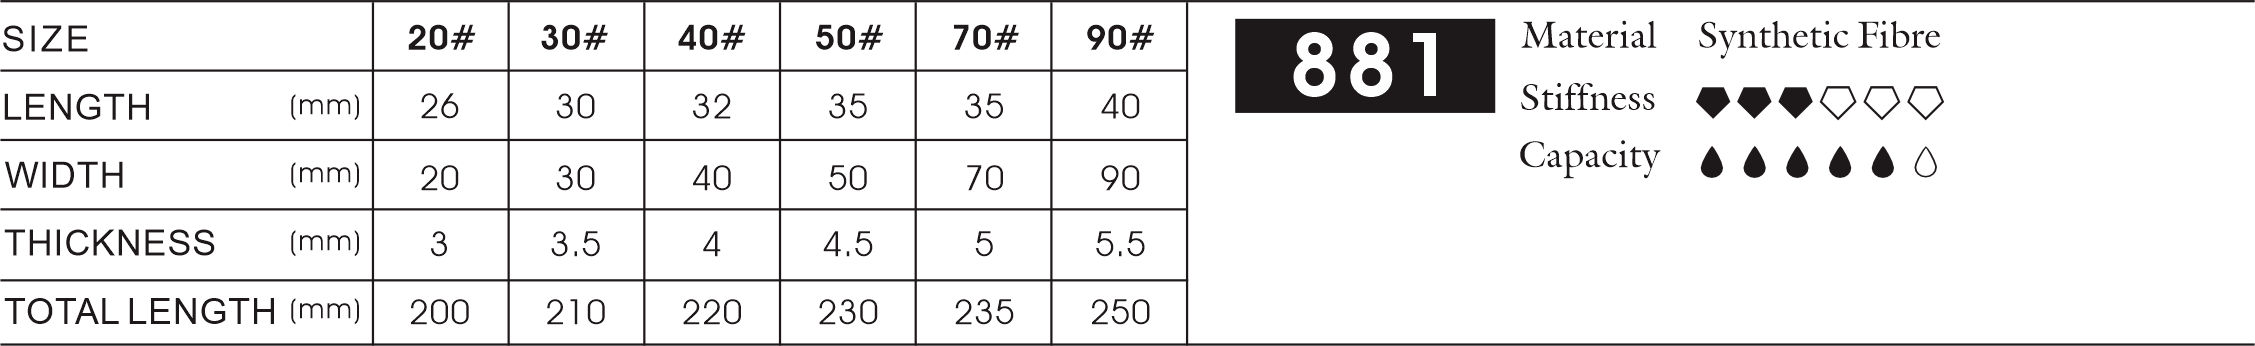 SIZE 20# 30# 40# 50# 70# 90#
LENGTH (mm) 26 30 32 35 35 40
WIDTH (mm) 20 30 40 50 70 90
THICKNESS (mm) 3 3.5 4 4.5 5 5.5
TOTAL LENGTH (mm) 200 210 220 230 235 250
881
Material Synthetic Fibre
Stiffness
Capacity